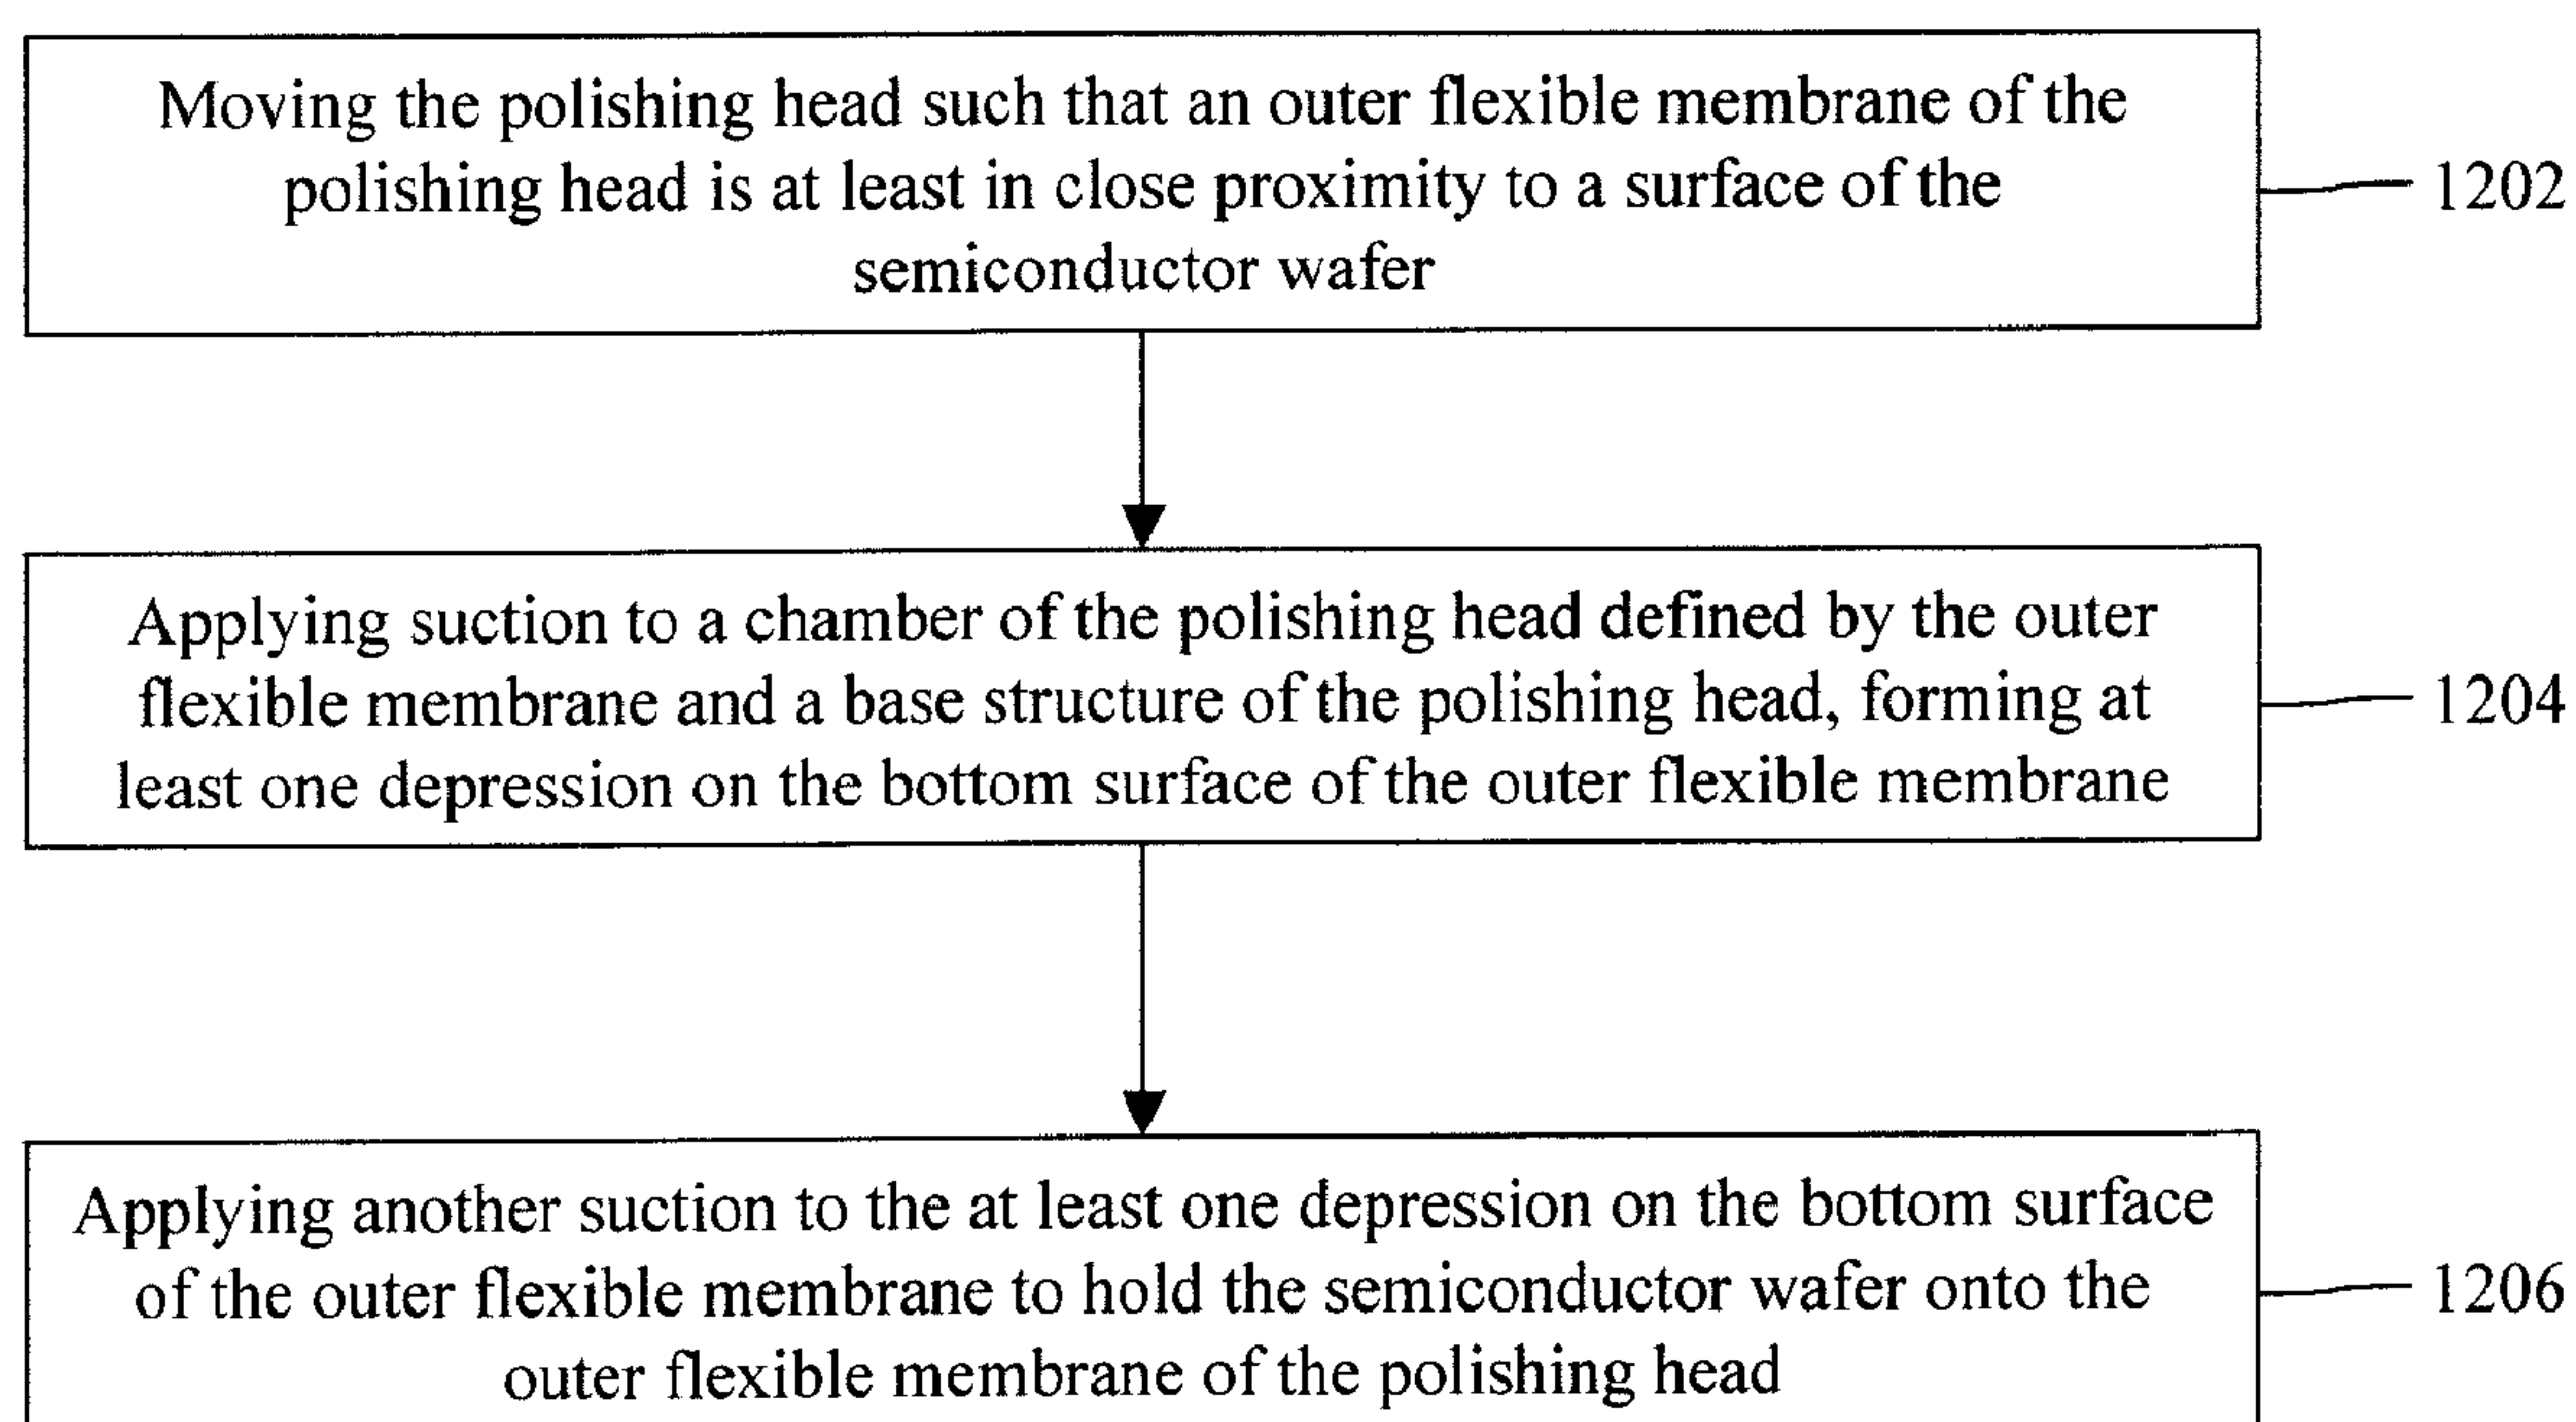 Moving the polishing head such that an outer flexible membrane of the
polishing head is at least in close proximity to a surface of the
semiconductor wafer
1202
Applying suction to a chamber of the polishing head defined by the outer
flexible membrane and a base structure of the polishing head, forming at
least one depression on the bottom surface of the outer flexible membrane
1204
Applying another suction to the at least one depression on the bottom surface
of the outer flexible membrane to hold the semiconductor wafer onto the
outer flexible membrane of the polishing head
1206